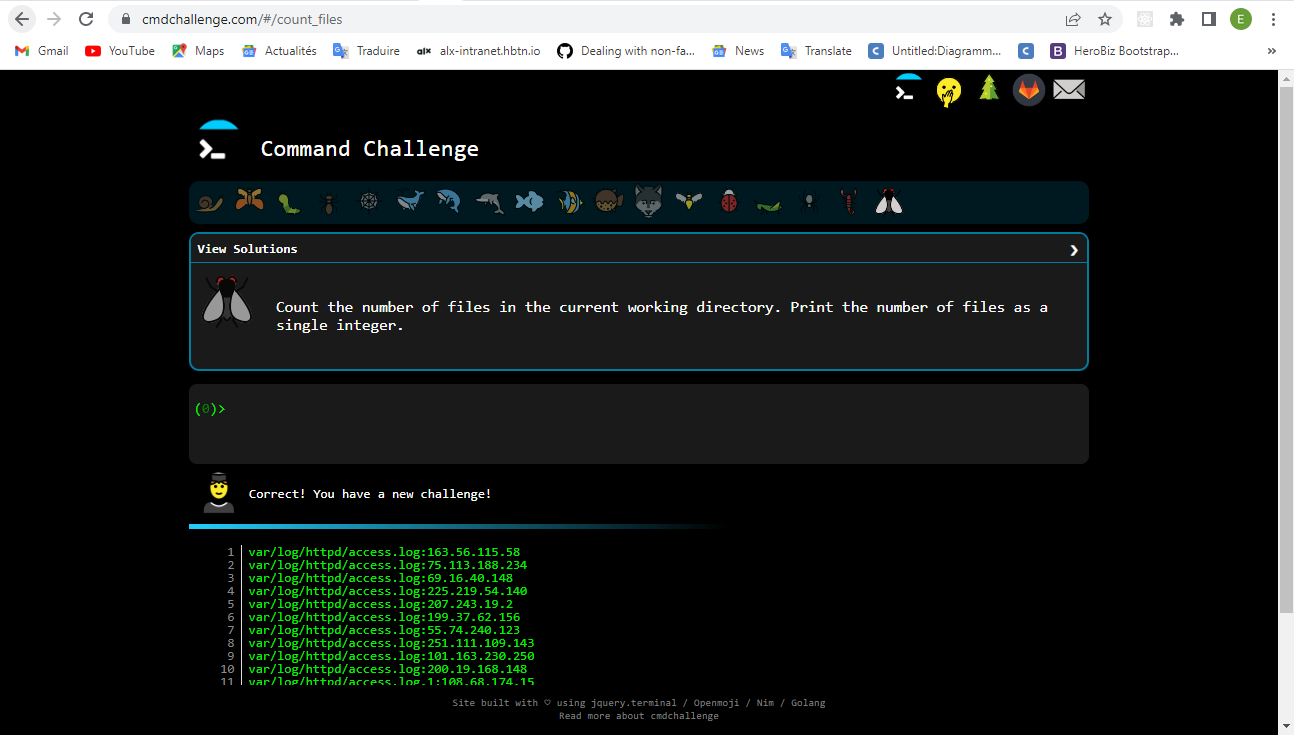 cmdchallenge.com/#/count_files
E
Gmail YouTube Maps Actualités Traduire alx alx-intranet.hbtn.io Dealing with non-fa... News Translate C Untitled:Diagramm... C B HeroBiz Bootstrap... »
Command Challenge
View Solutions
Count the number of files in the current working directory. Print the number of files as a
single integer.
(0)>
Correct! You have a new challenge!
1 var/log/httpd/access.log:163.56.115.58
2 var/log/httpd/access.log:75.113.188.234
3 var/log/httpd/access.log:69.16.40.148
4 var/log/httpd/access.log:225.219.54.140
5 var/log/httpd/access.log:207.243.19.2
6 var/log/httpd/access.log:199.37.62.156
7 var/log/httpd/access.log:55.74.240.123
8 var/log/httpd/access.log:251.111.109.143
9 var/log/httpd/access.log:101.163.230.250
10 var/log/httpd/access.log:200.19.168.148
11 var/log/httpd/access.log.1:108.68.174.15
Site built with ♡ using jquery.terminal / Openmoji / Nim / Golang
Read more about cmdchallenge